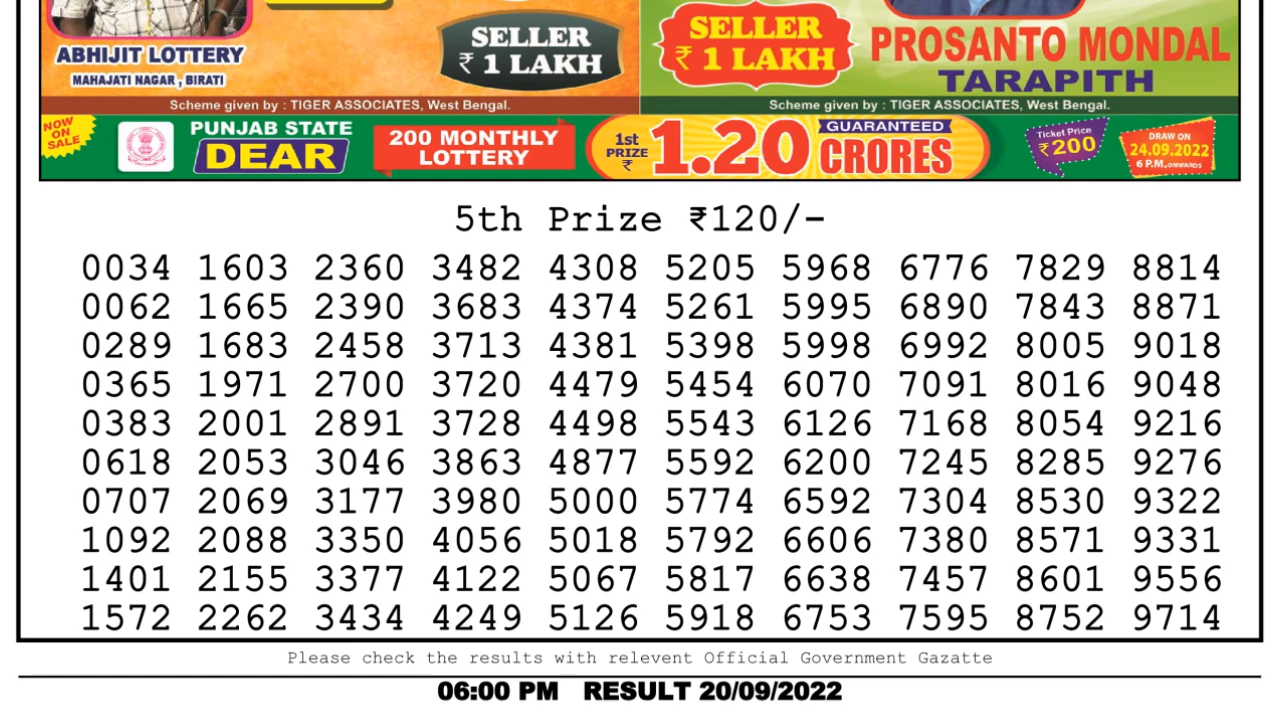 ABHIJIT LOTTERY
MAHAJATI NAGAR , BIRATI
SELLER
₹ 1 LAKH
SELLER
₹ 1 LAKH
PROSANTO MONDAL
TARAPITH
Scheme given by : TIGER ASSOCIATES, West Bengal.
Scheme given by : TIGER ASSOCIATES, West Bengal.
NOW
ON
SALE
PUNJAB STATE
DEAR
200 MONTHLY
LOTTERY
1st
PRIZE
₹
1.20
GUARANTEED
CRORES
Ticket Price
₹200
DRAW ON
24.09.2022
6 P.M.ONWARDS
5th Prize ₹120/-
0034 1603 2360 3482 4308 5205 5968 6776 7829 8814
0062 1665 2390 3683 4374 5261 5995 6890 7843 8871
0289 1683 2458 3713 4381 5398 5998 6992 8005 9018
0365 1971 2700 3720 4479 5454 6070 7091 8016 9048
0383 2001 2891 3728 4498 5543 6126 7168 8054 9216
0618 2053 3046 3863 4877 5592 6200 7245 8285 9276
0707 2069 3177 3980 5000 5774 6592 7304 8530 9322
1092 2088 3350 4056 5018 5792 6606 7380 8571 9331
1401 2155 3377 4122 5067 5817 6638 7457 8601 9556
1572 2262 3434 4249 5126 5918 6753 7595 8752 9714
Please check the results with relevent Official Government Gazatte
06:00 PM RESULT 20/09/2022